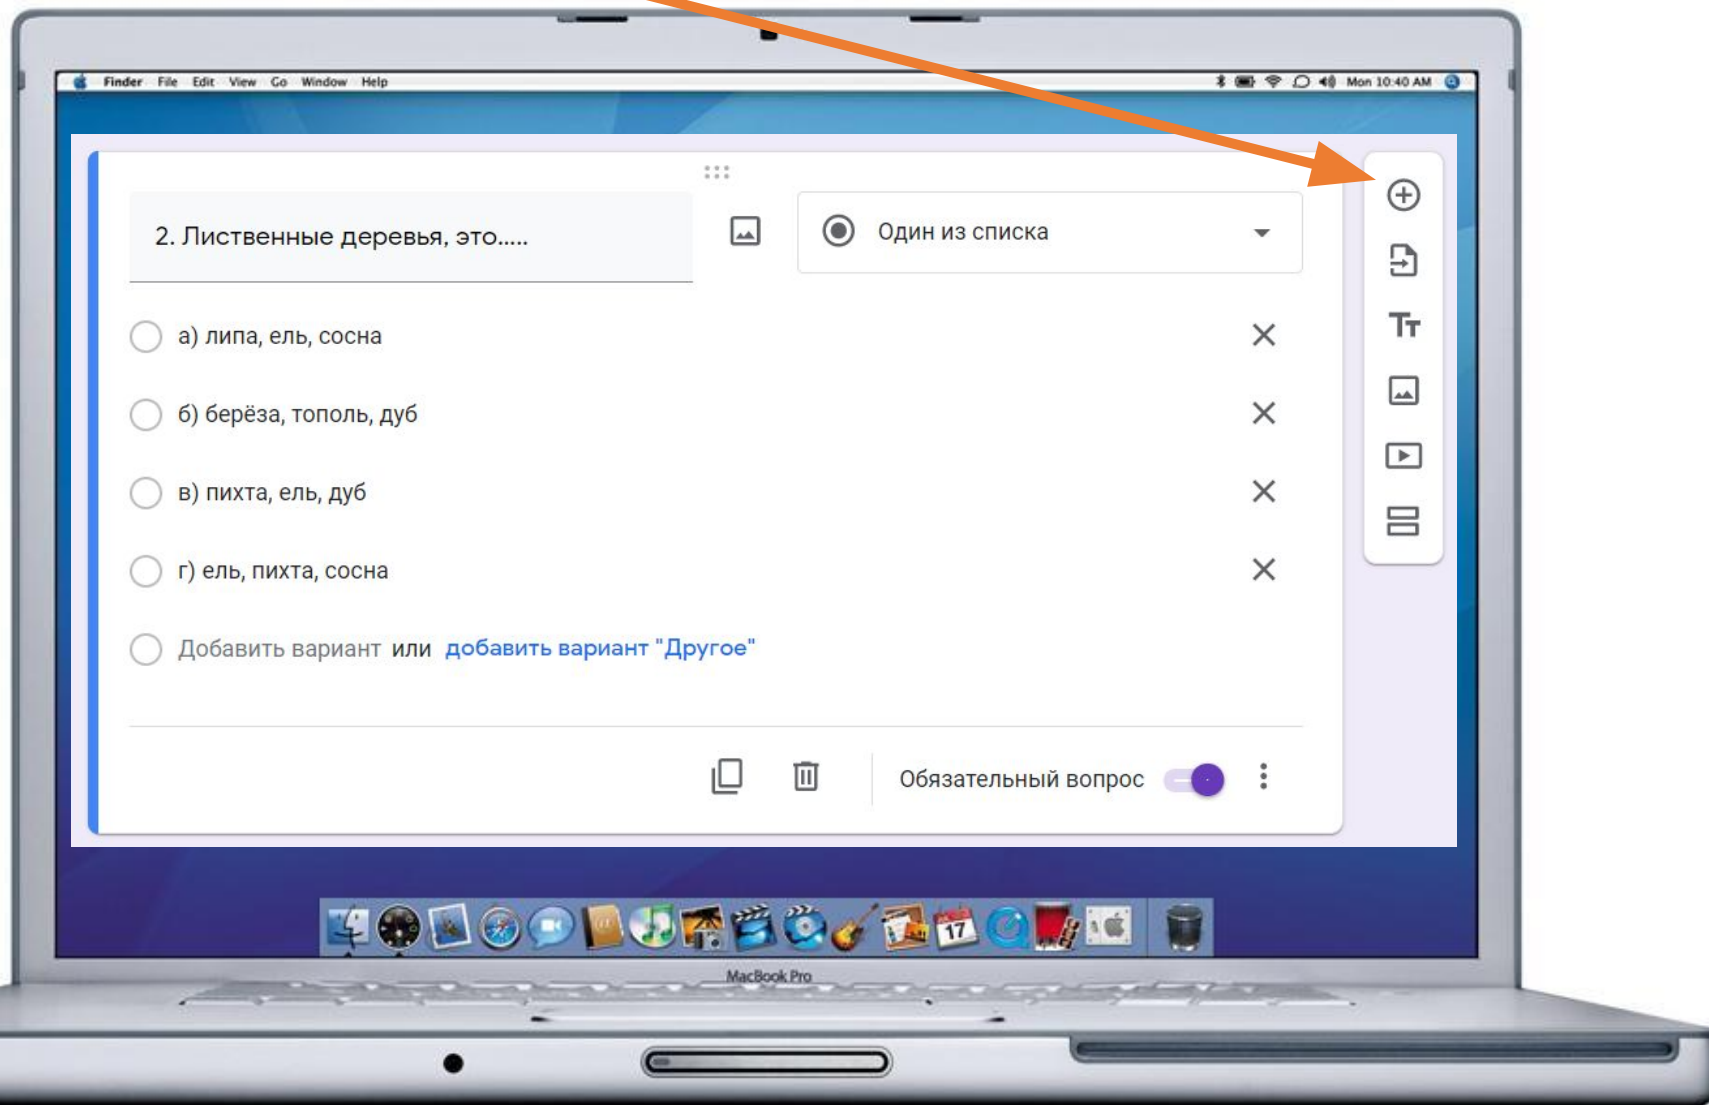 Finder File Edit View Go Window Help
Mon 10:40 AM
2. Лиственные деревья, это.....
Один из списка
а) липа, ель, сосна
Тт
б) берёза, тополь, дуб
в) пихта, ель, дуб
г) ель, пихта, сосна
Добавить вариант или добавить вариант "Другое"
Обязательный вопрос
17
MacBook Pro